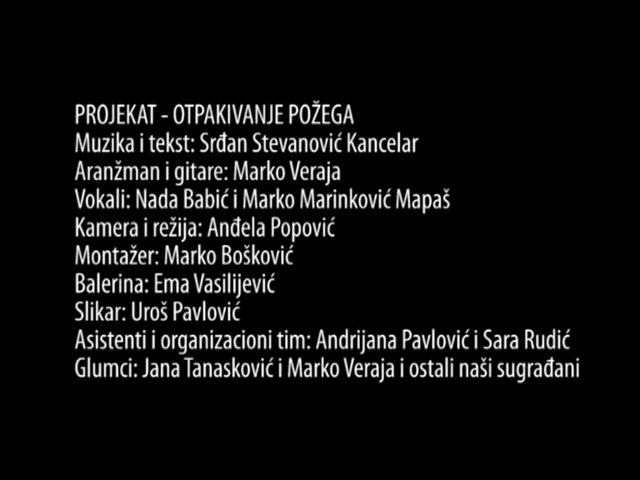 PROJEKAT - OTPAKIVANJE POŽEGA
Muzika i tekst: Srđan Stevanović Kancelar
Aranžman i gitare: Marko Veraja
Vokali: Nada Babić i Marko Marinković Mapaš
Kamera i režija: Anđela Popović
Montažer: Marko Bošković
Balerina: Ema Vasilijević
Slikar: Uroš Pavlović
Asistenti i organizacioni tim: Andrijana Pavlović i Sara Rudić
Glumci: Jana Tanasković i Marko Veraja i ostali naši sugrađani